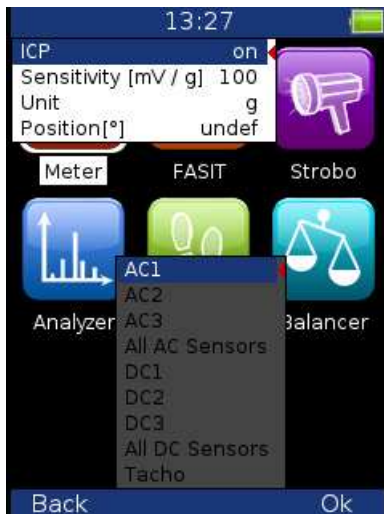 13:27
ICP on
Sensitivity [mV / g] 100
Unit g
Position[°] undef
Meter FASIT Strobo
Analyzer Balancer
AC1
AC2
AC3
All AC Sensors
DC1
DC2
DC3
All DC Sensors
Tacho
Back Ok